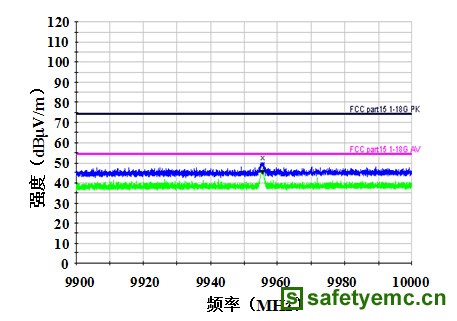 120
110
100
90
80
70
60
50
40
30
20
10
0
强度（dBμV/m）
FCC part15 1-18G PK
FCC part15 1-18G AV
9900 9920 9940 9960 9980 10000
频率（MHz）
S safetyemc.cn